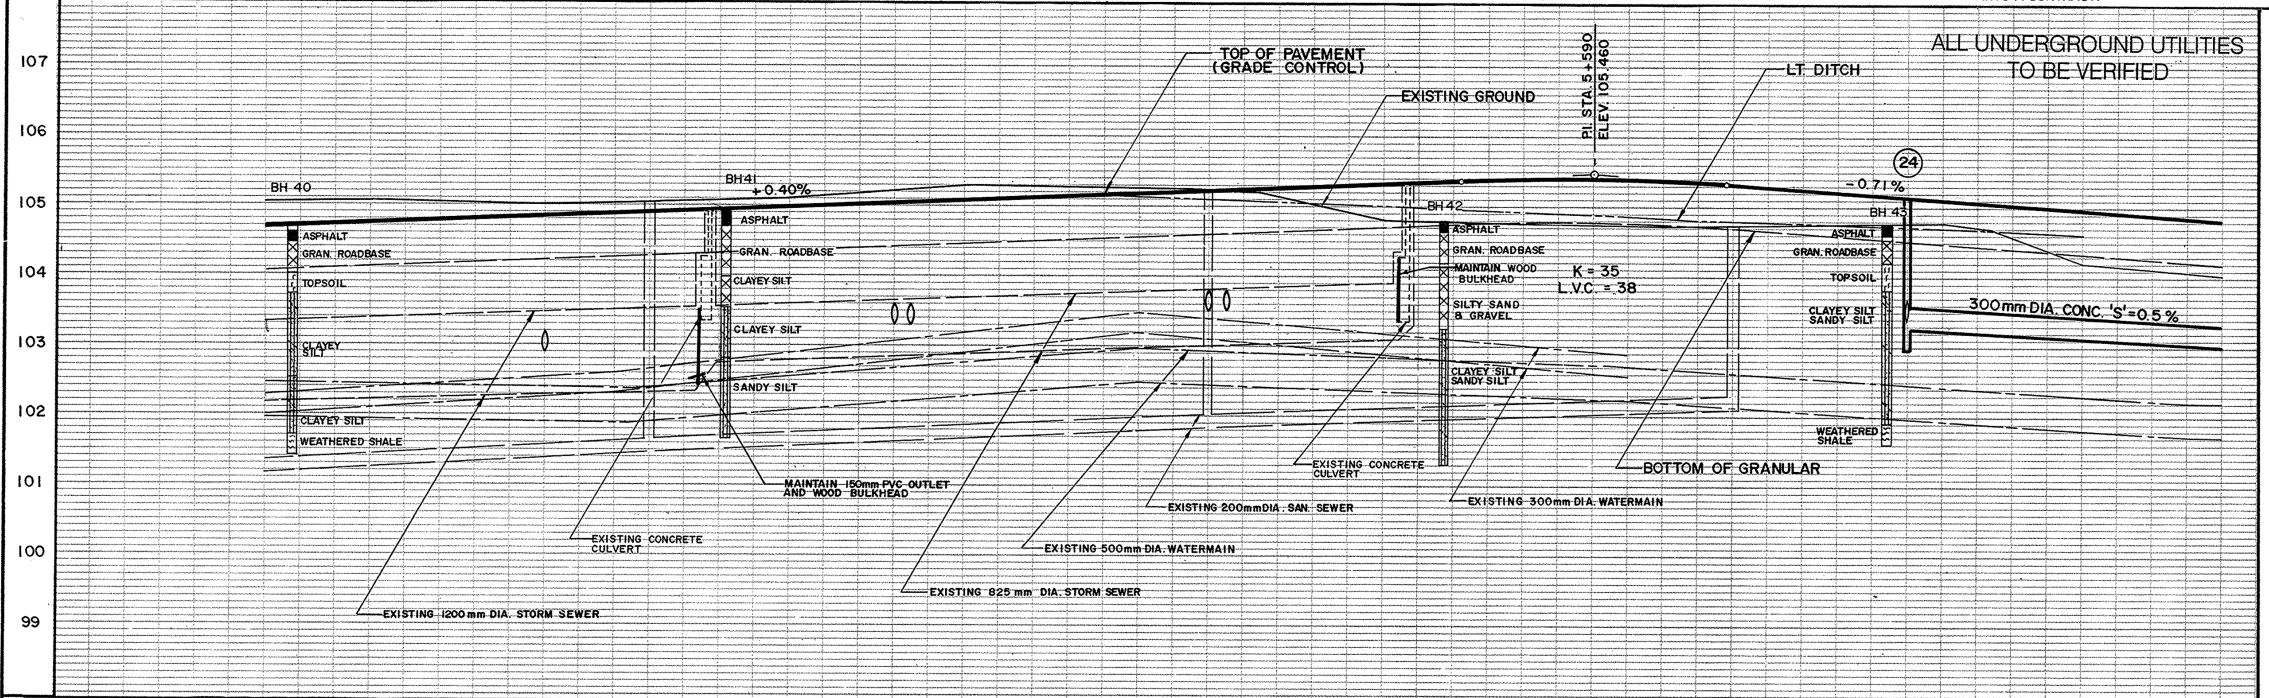 ALL UNDERGROUND UTILITIES
TO BE VERIFIED
107
106
105
104
103
102
101
100
99
TOP OF PAVEMENT
(GRADE CONTROL)
EXISTING GROUND
P.I. STA. 5+590
ELEV. 105.460
LT. DITCH
24
BH 40
BH 41
+0.40%
BH 42
-0.71%
BH 43
ASPHALT
GRAN. ROADBASE
TOPSOIL
CLAYEY
SILT
CLAYEY SILT
WEATHERED SHALE
ASPHALT
GRAN. ROADBASE
CLAYEY SILT
CLAYEY SILT
SANDY SILT
ASPHALT
GRAN. ROADBASE
MAINTAIN WOOD
BULKHEAD
SILTY SAND
& GRAVEL
CLAYEY SILT
SANDY SILT
K = 35
L.V.C. = 38
ASPHALT
GRAN. ROADBASE
TOPSOIL
CLAYEY SILT
SANDY SILT
WEATHERED
SHALE
300mm DIA. CONC. 'S'=0.5%
MAINTAIN 150mm PVC OUTLET
AND WOOD BULKHEAD
EXISTING CONCRETE
CULVERT
EXISTING CONCRETE
CULVERT
BOTTOM OF GRANULAR
EXISTING 300mm DIA. WATERMAIN
EXISTING 200mm DIA. SAN. SEWER
EXISTING 500mm DIA. WATERMAIN
EXISTING 825 mm DIA. STORM SEWER
EXISTING 1200mm DIA. STORM SEWER